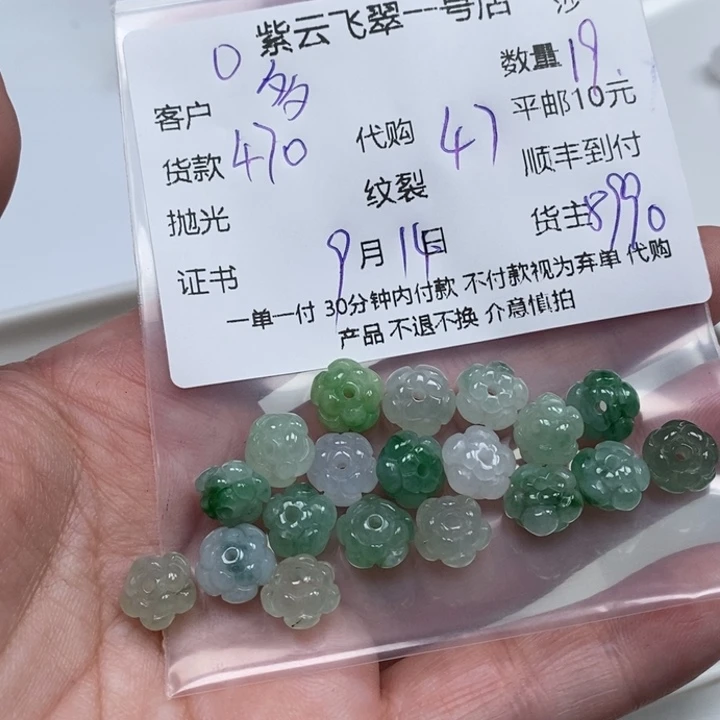 紫云飞翠一号店
客户 多 数量 19.
货款 470 代购 47 平邮10元
抛光 纹裂 顺丰到付
证书 9月14日 货主 8990
一单一付 30分钟内付款 不付款视为弃单 代购
产品 不退不换 介意慎拍